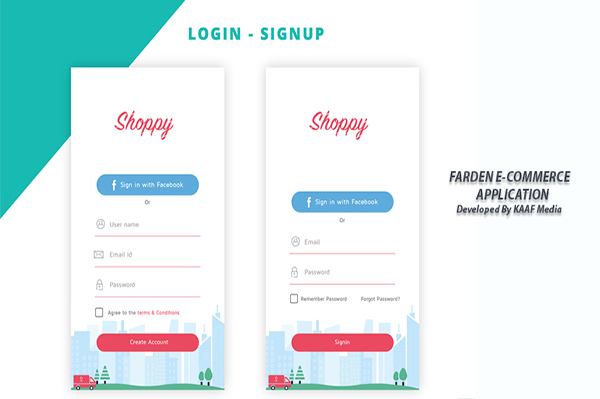 LOGIN - SIGNUP
Shoppy
f Sign in with Facebook
Or
User name
Email Id
Password
Agree to the terms & Conditions
Create Account
Shoppy
f Sign in with Facebook
Or
Email
Password
Remember Password Forgot Password?
Signin
FARDEN E-COMMERCE
APPLICATION
Developed By KAAF Media